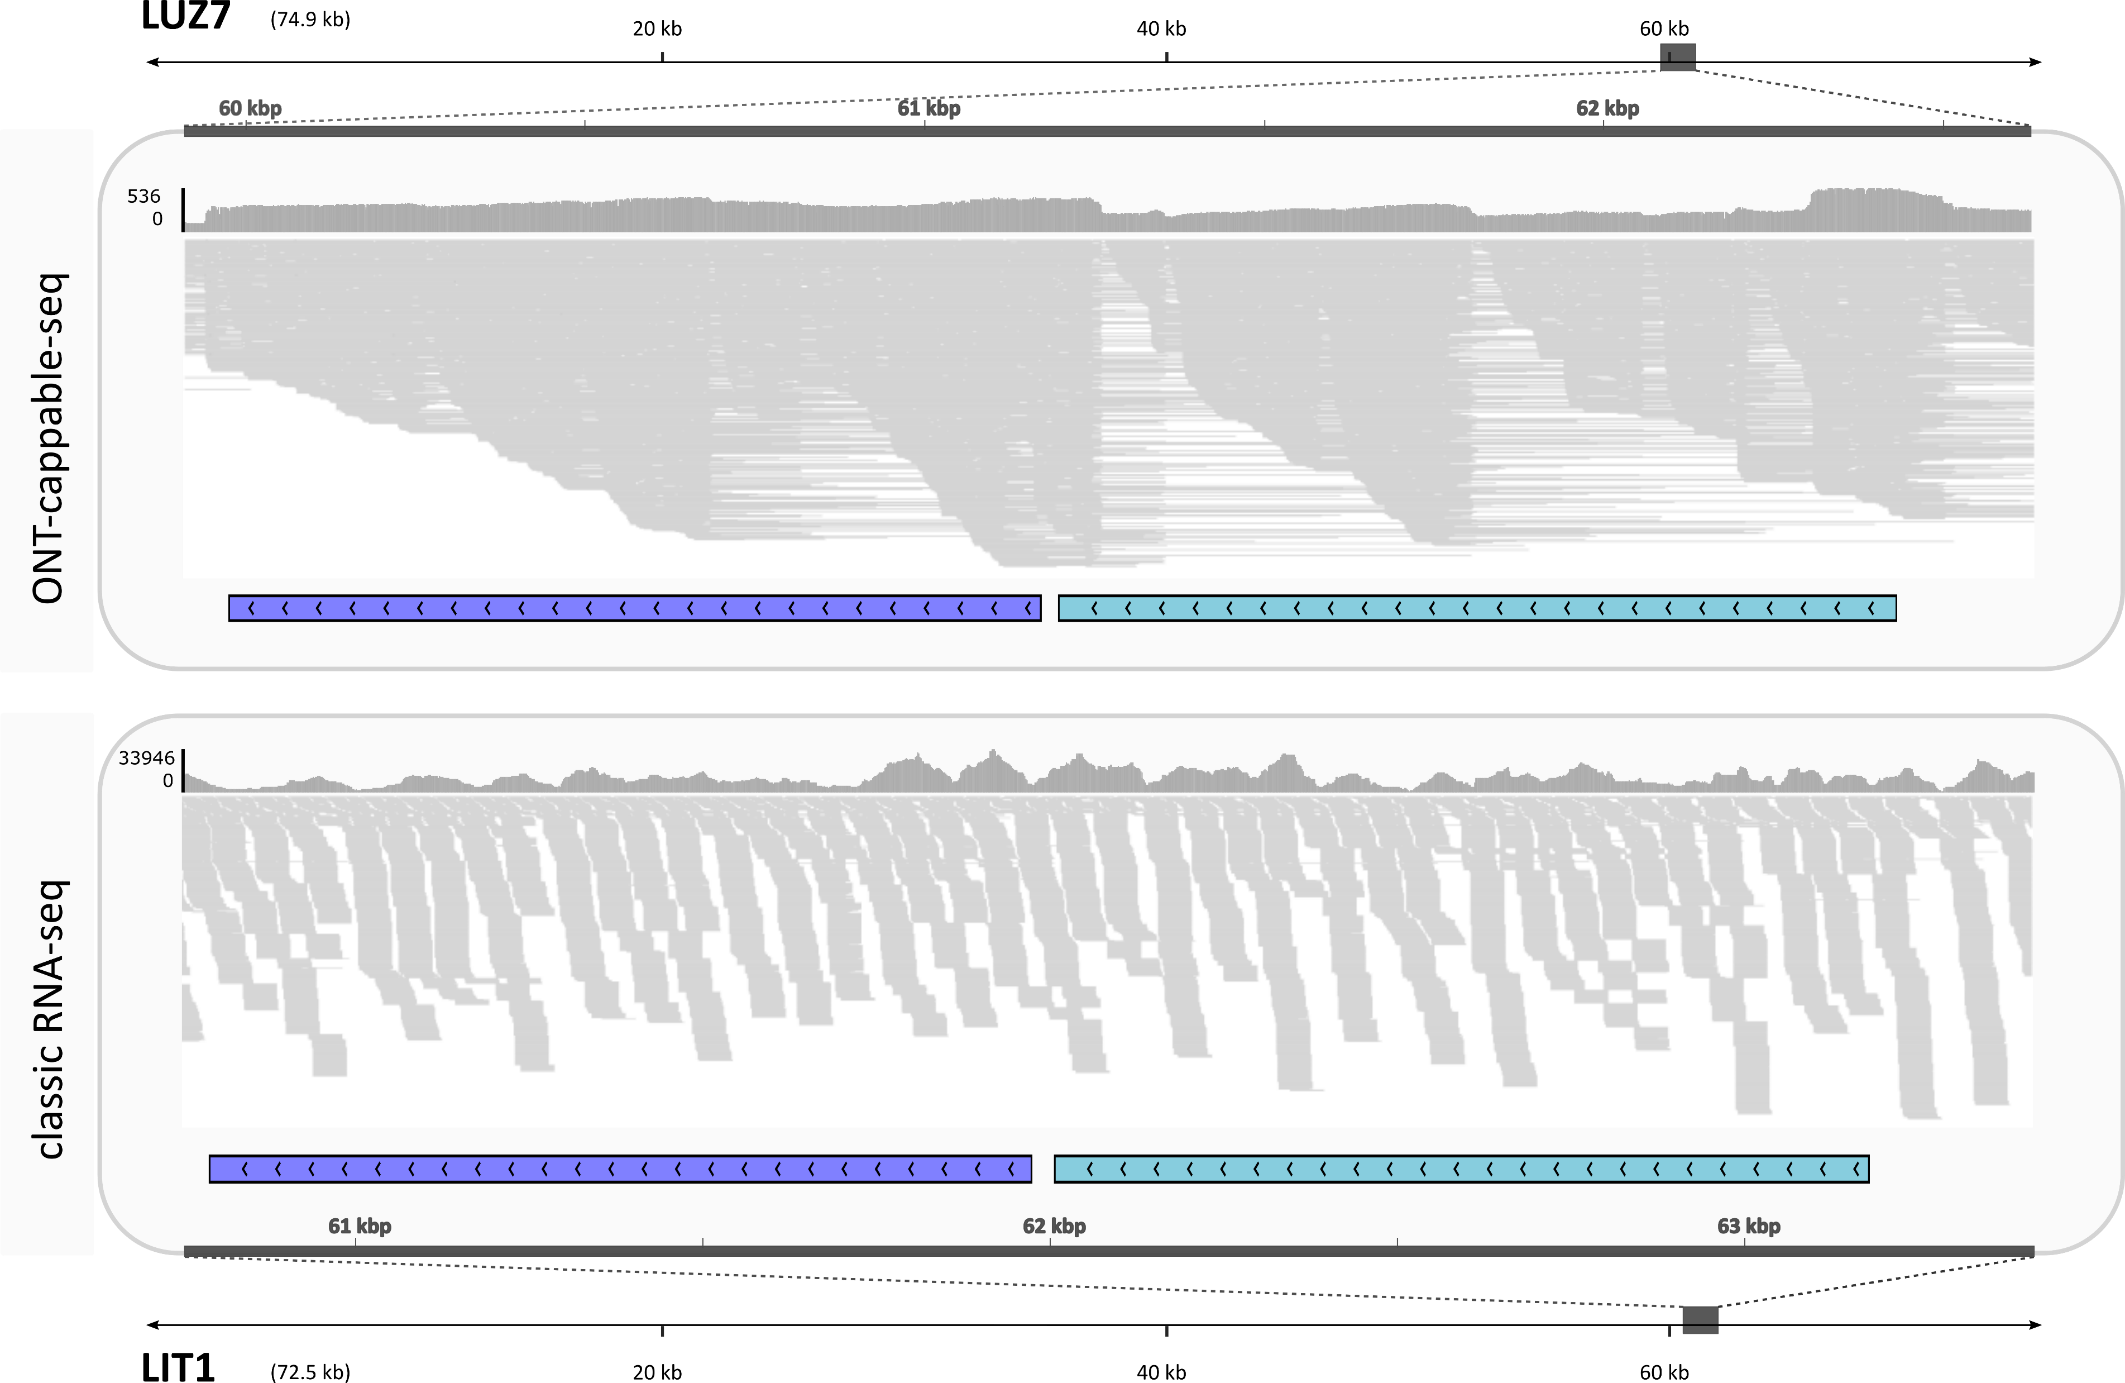 LUZ7 (74.9 kb) 20 kb 40 kb 60 kb
60 kbp 61 kbp 62 kbp
536
0
ONT-cappable-seq
33946
0
classic RNA-seq
61 kbp 62 kbp 63 kbp
LIT1 (72.5 kb) 20 kb 40 kb 60 kb